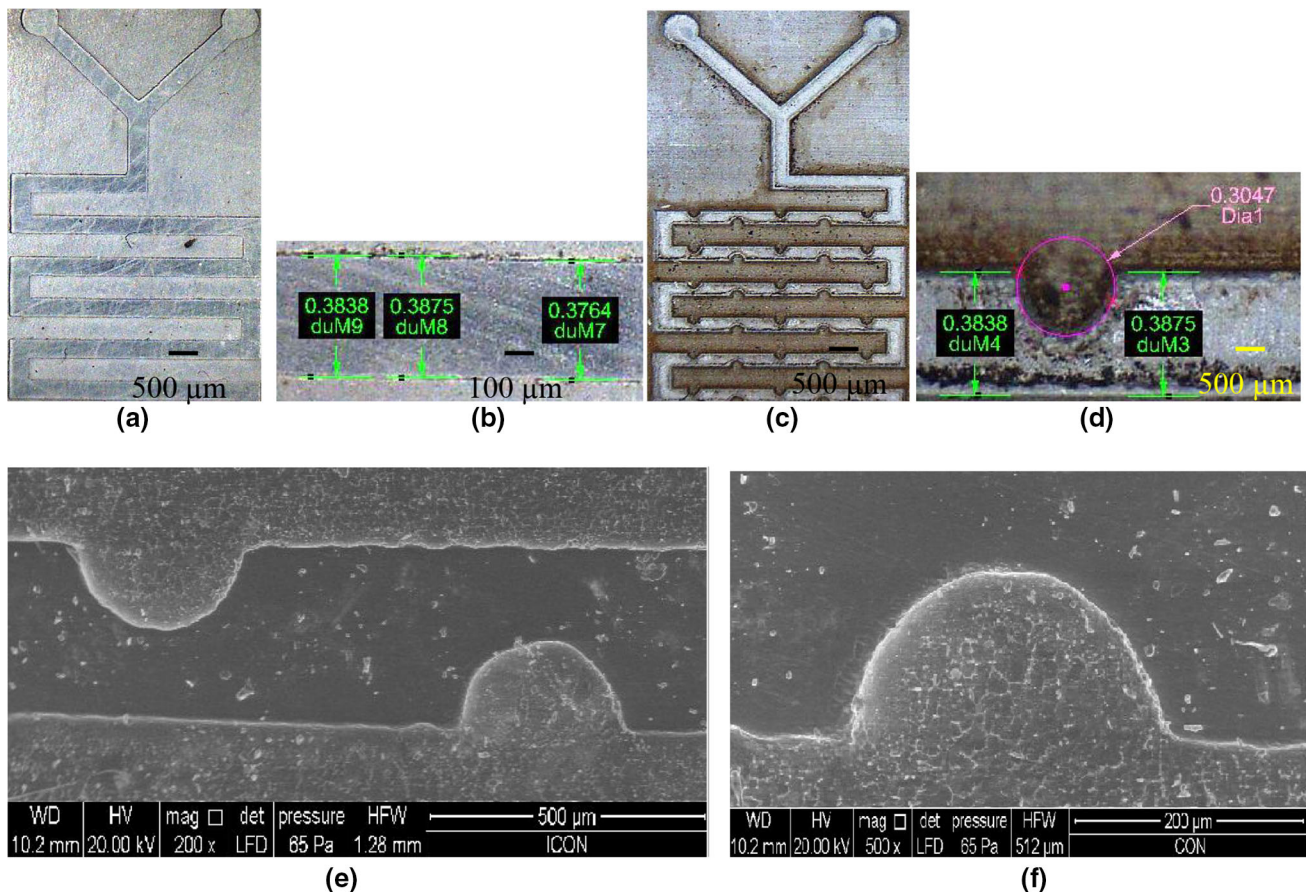 500 µm
(a)
0.3838
duM9
0.3875
duM8
0.3764
duM7
100 µm
(b)
500 µm
(c)
0.3047
Dia1
0.3838
duM4
0.3875
duM3
500 µm
(d)
WD HV mag □ det pressure HFW 500 µm
10.2 mm 20.00 kV 200 x LFD 65 Pa 1.28 mm ICON
(e)
WD HV mag □ det pressure HFW 200 µm
10.2 mm 20.00 kV 500 x LFD 65 Pa 512 µm CON
(f)